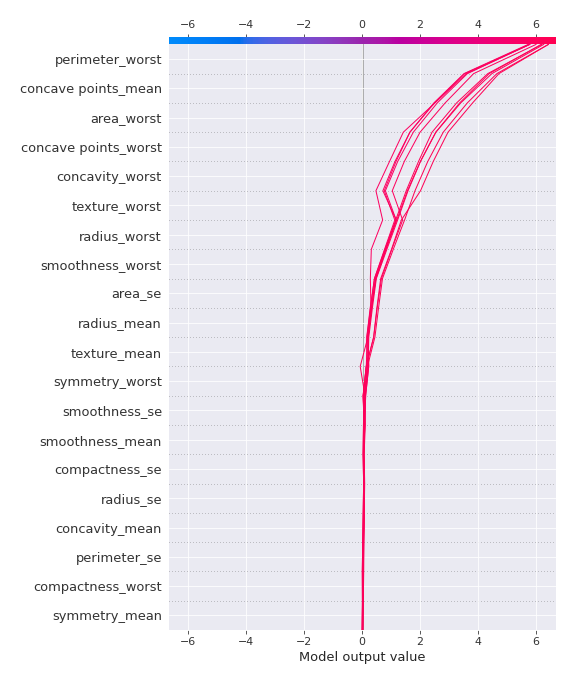 −6 −4 −2 0 2 4 6
perimeter_worst
concave points_mean
area_worst
concave points_worst
concavity_worst
texture_worst
radius_worst
smoothness_worst
area_se
radius_mean
texture_mean
symmetry_worst
smoothness_se
smoothness_mean
compactness_se
radius_se
concavity_mean
perimeter_se
compactness_worst
symmetry_mean
−6 −4 −2 0 2 4 6
Model output value